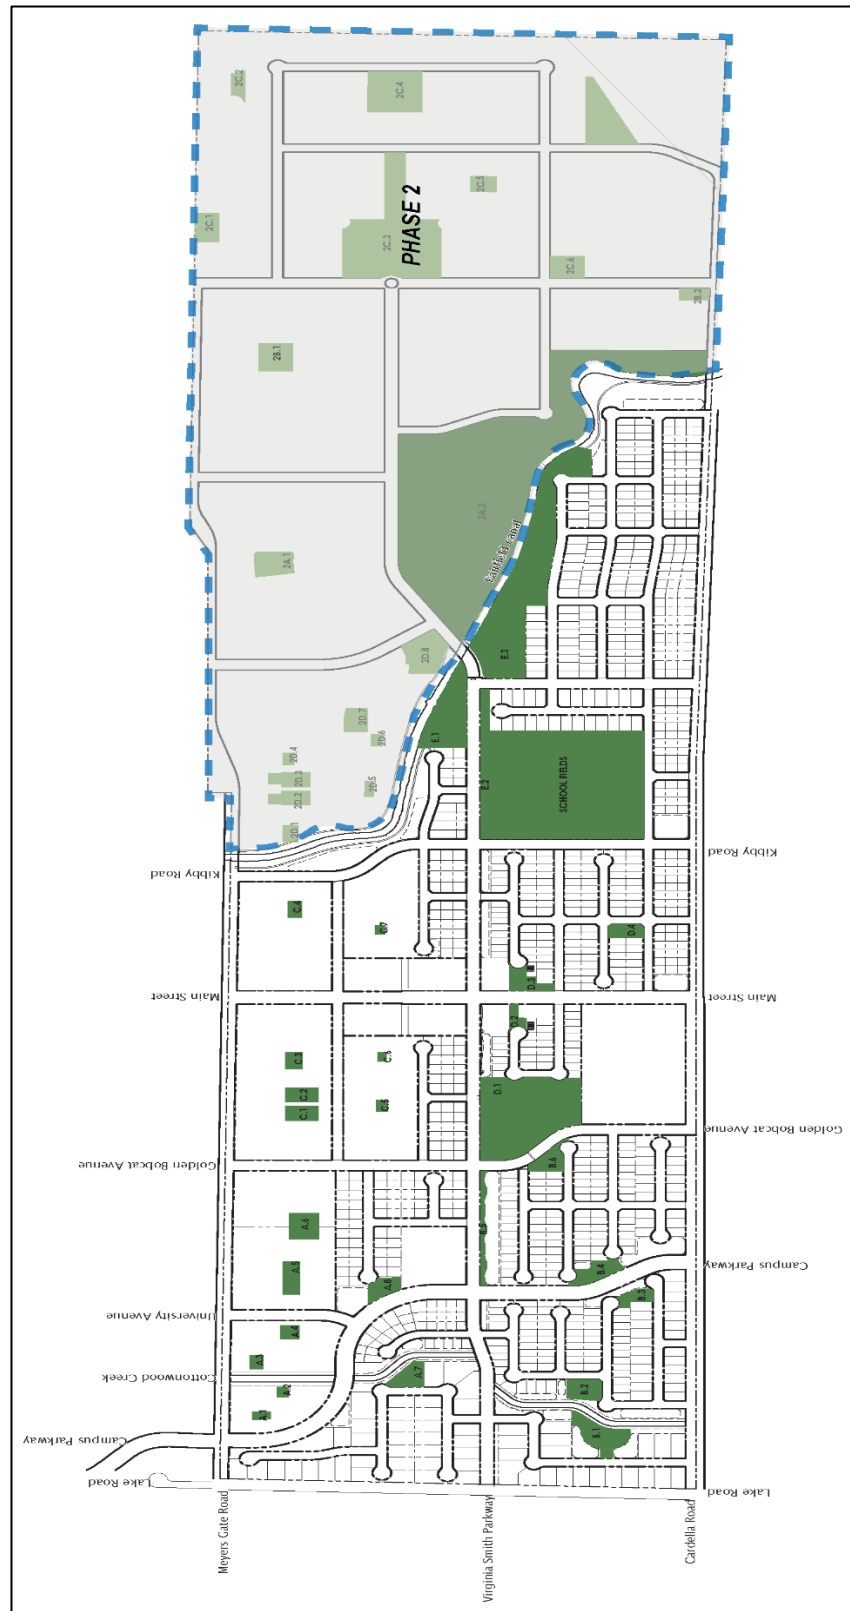 2C.2
2C.4
2C.5
2C.1
2C.3
PHASE 2
2C.6
2B.2
2B.1
2A.2
2A.1
Fairfield Canal
2D.8
E.3
2D.7
2D.6
E.1
2D.4
2D.3
2D.5
2D.2
E.2
SCHOOL FIELDS
2D.1
Kibby Road
Kibby Road
C.4
C.7
D.4
D.3
Main Street
Main Street
D.2
C.3
C.6
D.1
C.2
C.1
C.5
Golden Bobcat Avenue
Golden Bobcat Avenue
B.6
A.6
B.5
A.5
B.4
Campus Parkway
A.8
B.3
University Avenue
A.4
A.3
Cottonwood Creek
A.7
A.2
B.2
A.1
B.1
Campus Parkway
Lake Road
Lake Road
Meyers Gate Road
Virginia Smith Parkway
Cardella Road